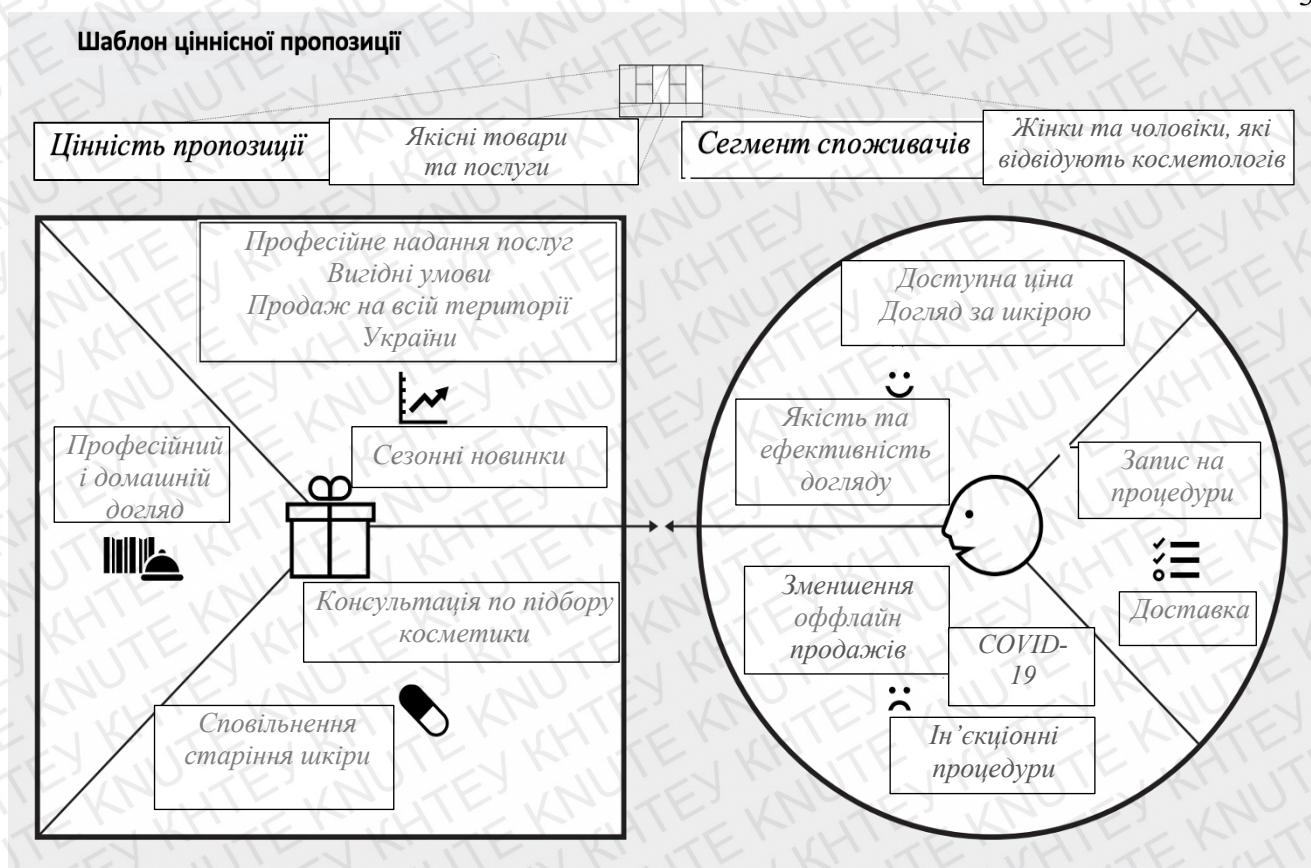 Шаблон ціннісної пропозиції
Цінність пропозиції
Якісні товари
та послуги
Сегмент споживачів
Жінки та чоловіки, які
відвідують косметологів
Професійне надання послуг
Вигідні умови
Продаж на всій території
України
Сезонні новинки
Професійний
і домашній
догляд
Консультація по підбору
косметики
Сповільнення
старіння шкіри
Доступна ціна
Догляд за шкірою
Якість та
ефективність
догляду
Запис на
процедури
Доставка
Зменшення
оффлайн
продажів
COVID-
19
Ін’єкціонні
процедури